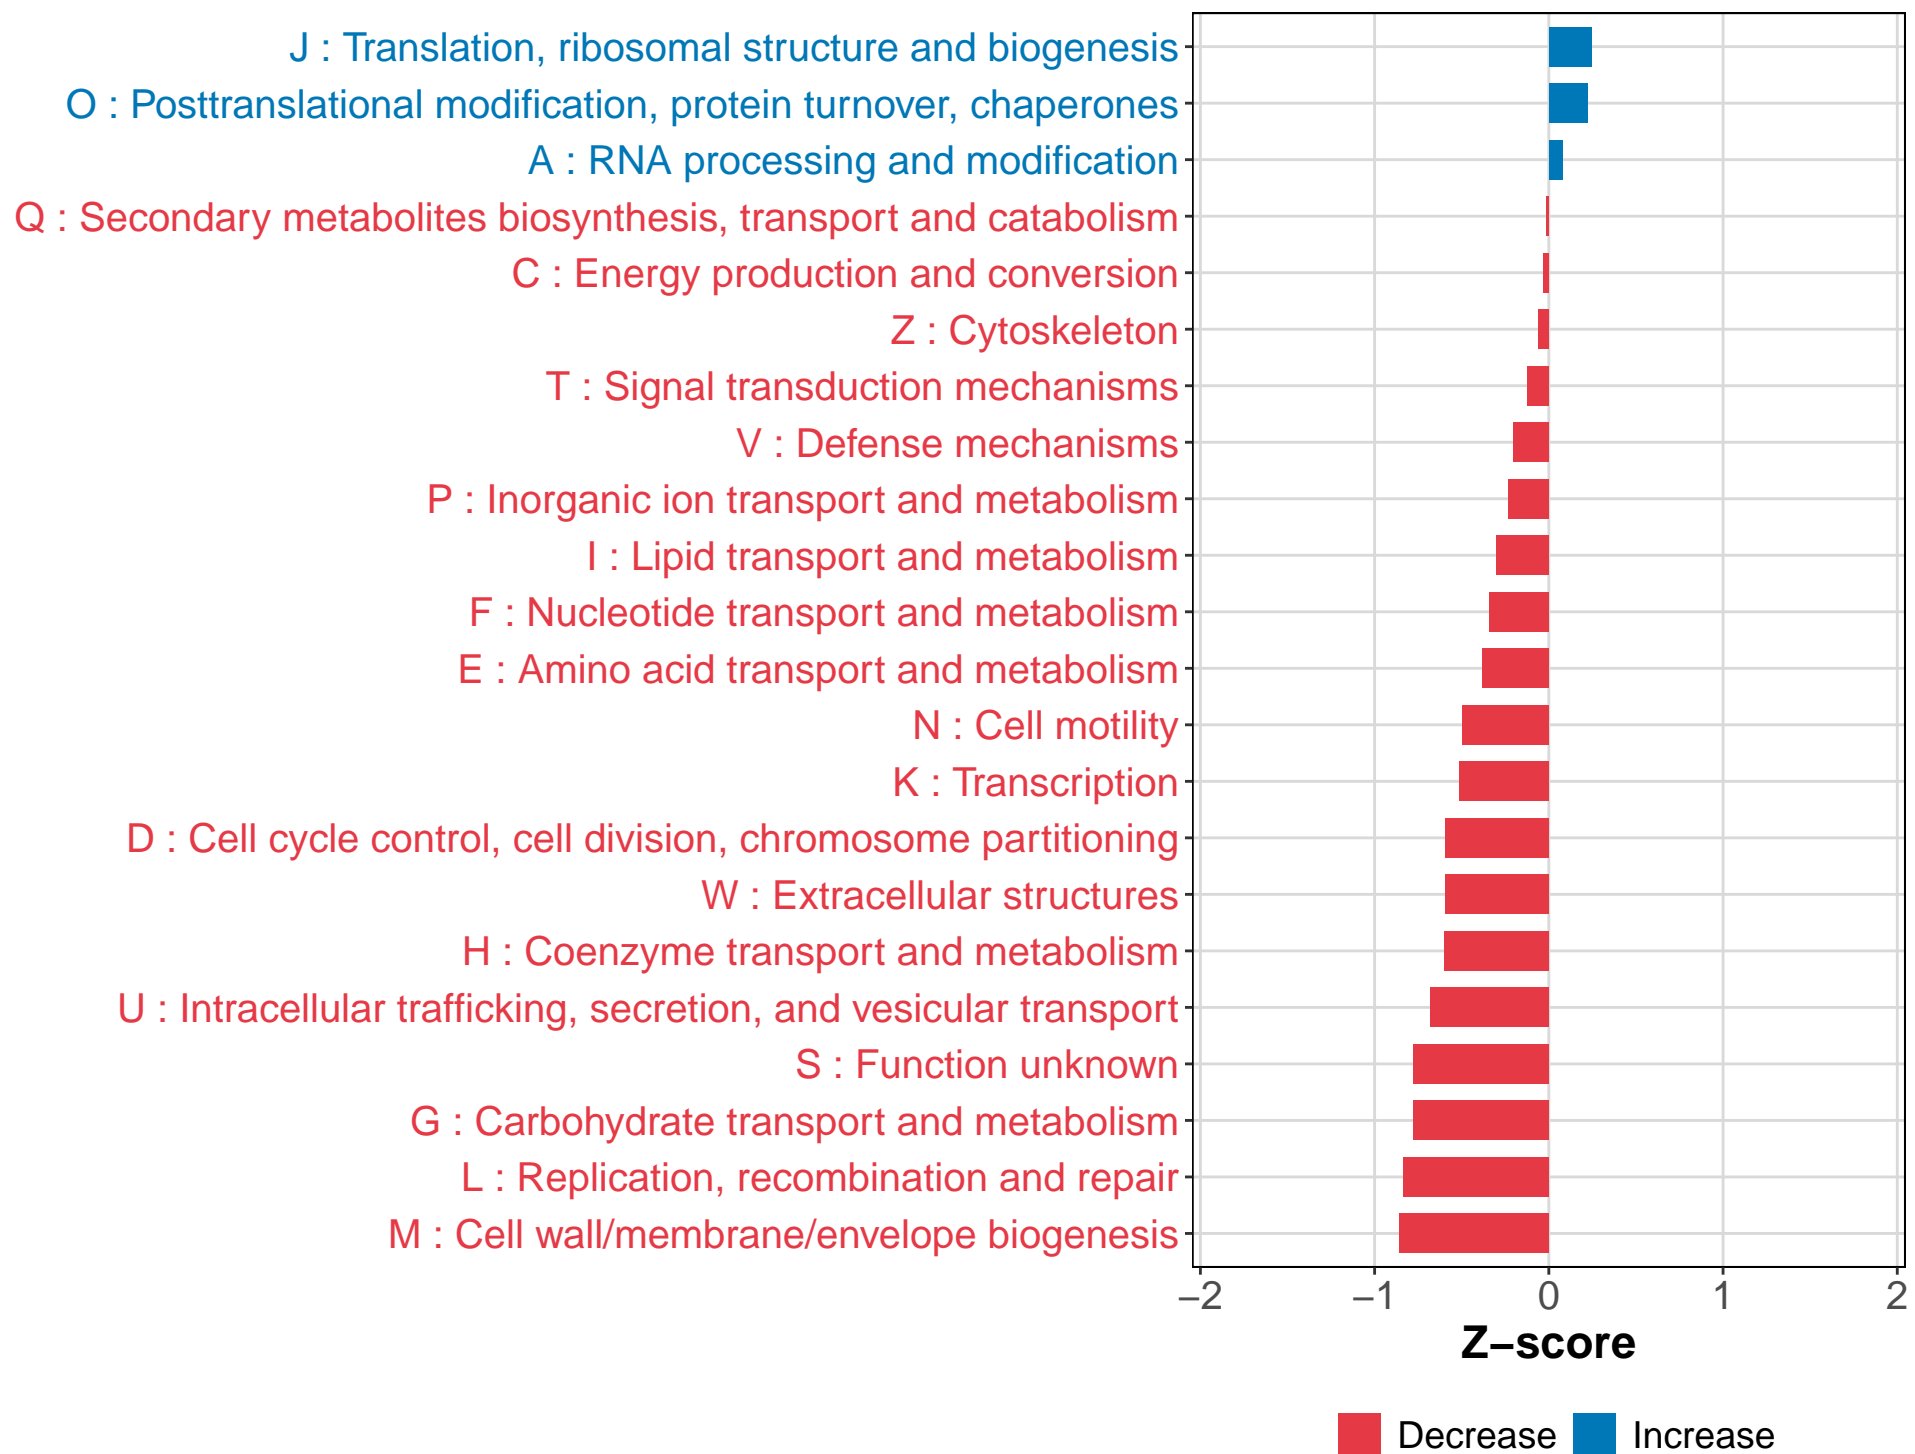 J : Translation, ribosomal structure and biogenesis
O : Posttranslational modification, protein turnover, chaperones
A : RNA processing and modification
Q : Secondary metabolites biosynthesis, transport and catabolism
C : Energy production and conversion
Z : Cytoskeleton
T : Signal transduction mechanisms
V : Defense mechanisms
P : Inorganic ion transport and metabolism
I : Lipid transport and metabolism
F : Nucleotide transport and metabolism
E : Amino acid transport and metabolism
N : Cell motility
K : Transcription
D : Cell cycle control, cell division, chromosome partitioning
W : Extracellular structures
H : Coenzyme transport and metabolism
U : Intracellular trafficking, secretion, and vesicular transport
S : Function unknown
G : Carbohydrate transport and metabolism
L : Replication, recombination and repair
M : Cell wall/membrane/envelope biogenesis
−2 −1 0 1 2
Z−score
Decrease Increase